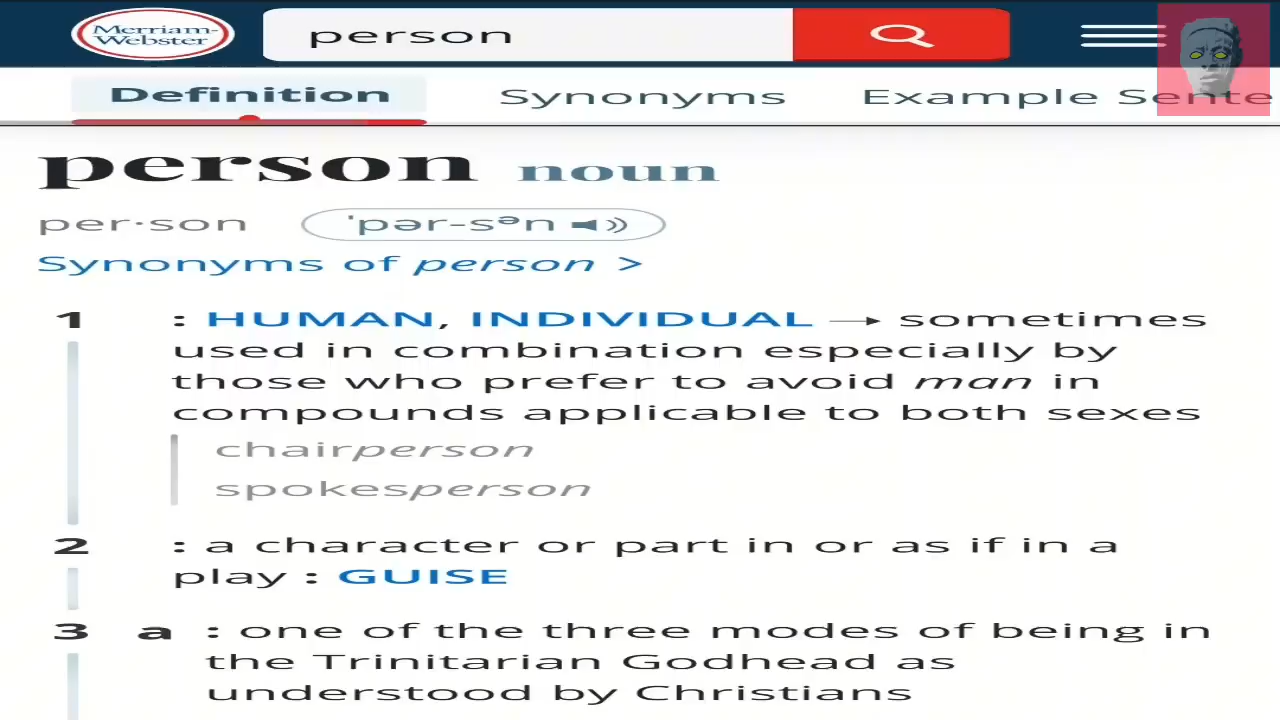 Merriam-
Webster
person
Definition Synonyms Example Sente
person noun
per·son ˈpər-sᵊn
Synonyms of person >
1 : HUMAN, INDIVIDUAL → sometimes
used in combination especially by
those who prefer to avoid man in
compounds applicable to both sexes
chairperson
spokesperson
2 : a character or part in or as if in a
play : GUISE
3 a : one of the three modes of being in
the Trinitarian Godhead as
understood by Christians